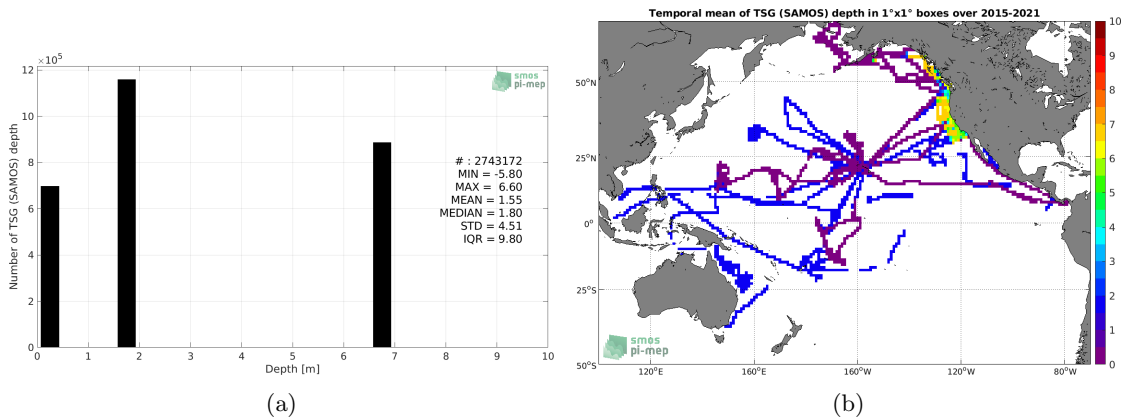 ×10⁵
12
10
8
6
4
2
0
Number of TSG (SAMOS) depth
smos
pi-mep
# : 2743172
MIN = -5.80
MAX = 6.60
MEAN = 1.55
MEDIAN = 1.80
STD = 4.51
IQR = 9.80
0 1 2 3 4 5 6 7 8 9 10
Depth [m]
(a)
Temporal mean of TSG (SAMOS) depth in 1°x1° boxes over 2015-2021
50°N
25°N
0°
25°S
50°S
120°E 160°E 160°W 120°W 80°W
smos
pi-mep
10
9
8
7
6
5
4
3
2
1
0
(b)